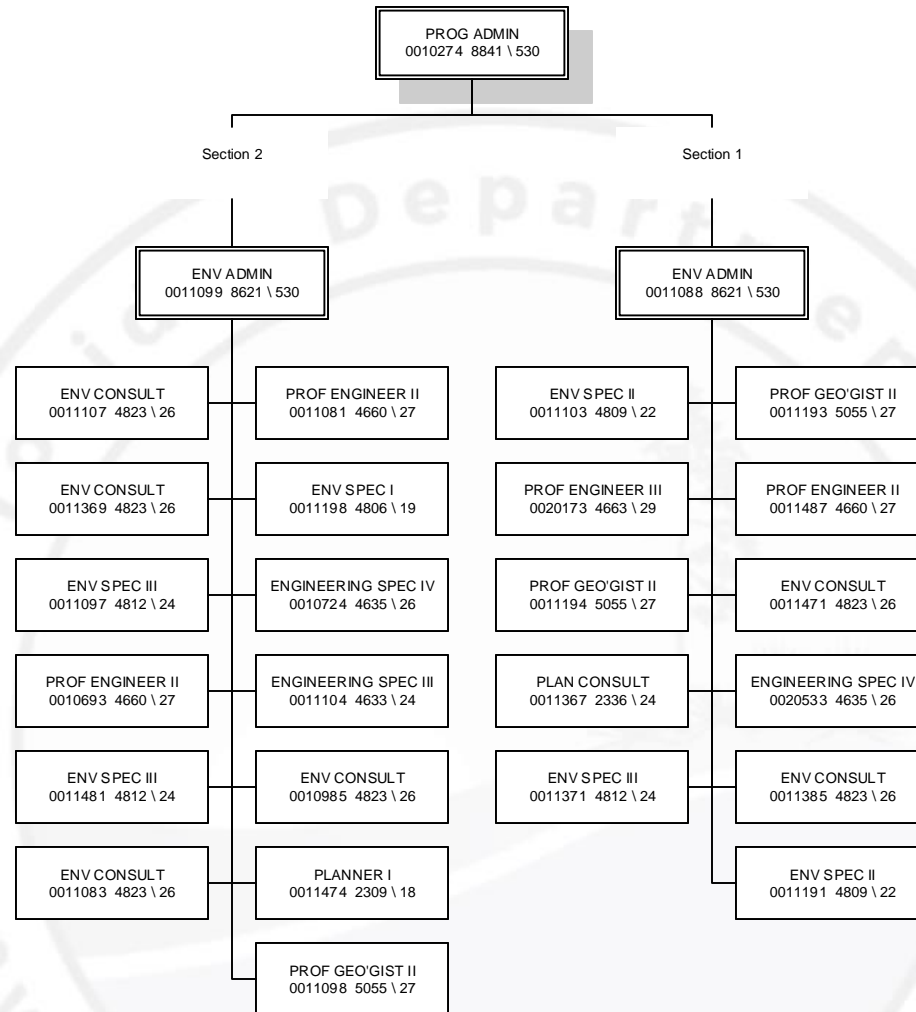 PROG ADMIN
0010274 8841 \ 530
Section 2
Section 1
ENV ADMIN
0011099 8621 \ 530
ENV ADMIN
0011088 8621 \ 530
ENV CONSULT
0011107 4823 \ 26
PROF ENGINEER II
0011081 4660 \ 27
ENV SPEC II
0011103 4809 \ 22
PROF GEO'GIST II
0011193 5055 \ 27
ENV CONSULT
0011369 4823 \ 26
ENV SPEC I
0011198 4806 \ 19
PROF ENGINEER III
0020173 4663 \ 29
PROF ENGINEER II
0011487 4660 \ 27
ENV SPEC III
0011097 4812 \ 24
ENGINEERING SPEC IV
0010724 4635 \ 26
PROF GEO'GIST II
0011194 5055 \ 27
ENV CONSULT
0011471 4823 \ 26
PROF ENGINEER II
0010693 4660 \ 27
ENGINEERING SPEC III
0011104 4633 \ 24
PLAN CONSULT
0011367 2336 \ 24
ENGINEERING SPEC IV
0020533 4635 \ 26
ENV SPEC III
0011481 4812 \ 24
ENV CONSULT
0010985 4823 \ 26
ENV SPEC III
0011371 4812 \ 24
ENV CONSULT
0011385 4823 \ 26
ENV CONSULT
0011083 4823 \ 26
PLANNER I
0011474 2309 \ 18
ENV SPEC II
0011191 4809 \ 22
PROF GEO'GIST II
0011098 5055 \ 27